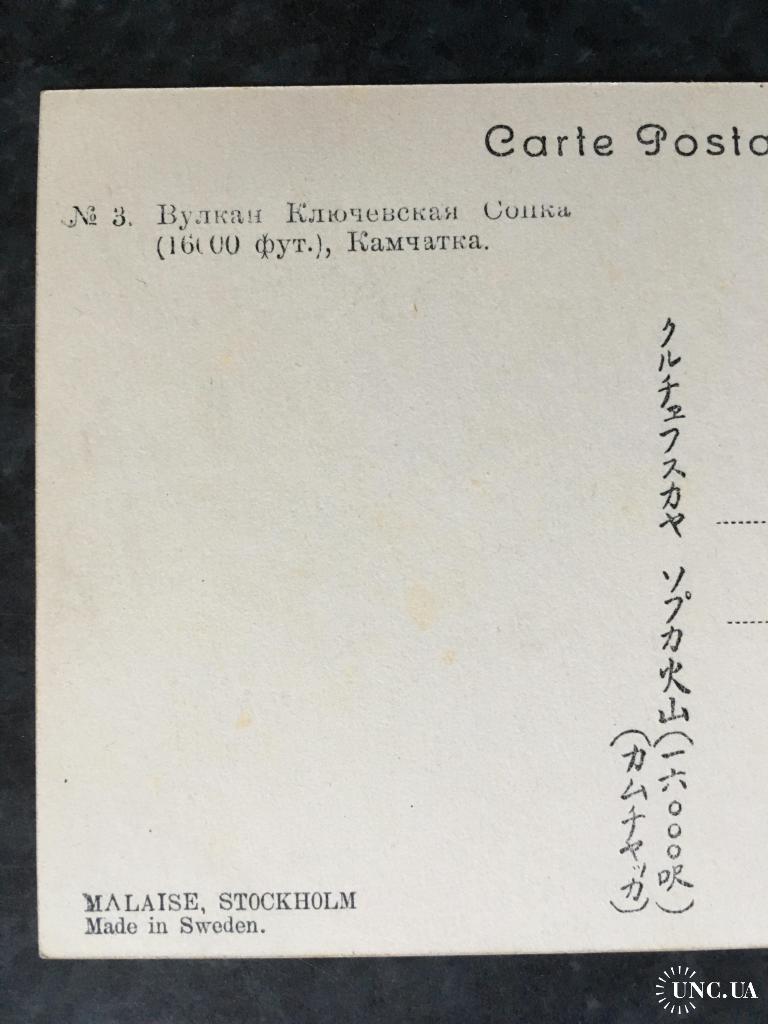 Carte Posta
№ 3. Вулкан Ключевская Сопка
(16000 фут.), Камчатка.
クルチェフスカヤ ソプカ火山(一六〇〇〇呎)
(カムチャッカ)
MALAISE, STOCKHOLM
Made in Sweden.
UNC.UA